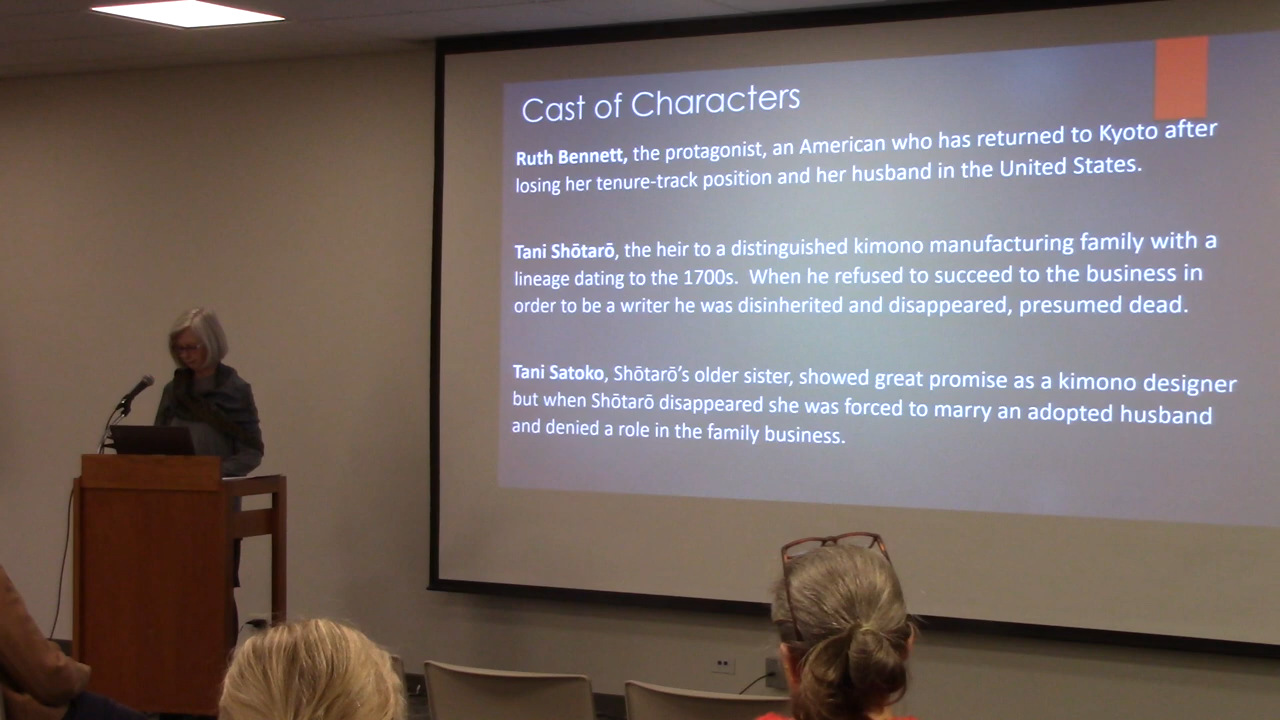 Cast of Characters
Ruth Bennett, the protagonist, an American who has returned to Kyoto after
losing her tenure-track position and her husband in the United States.
Tani Shōtarō, the heir to a distinguished kimono manufacturing family with a
lineage dating to the 1700s. When he refused to succeed to the business in
order to be a writer he was disinherited and disappeared, presumed dead.
Tani Satoko, Shōtarō’s older sister, showed great promise as a kimono designer
but when Shōtarō disappeared she was forced to marry an adopted husband
and denied a role in the family business.